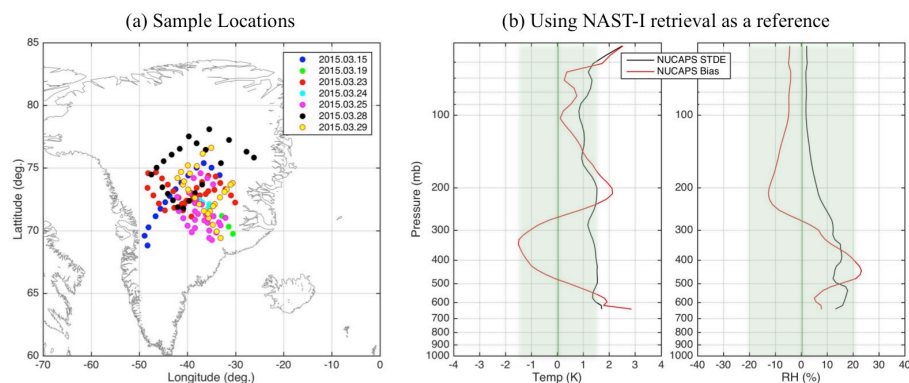 (a) Sample Locations
(b) Using NAST-I retrieval as a reference
85
80
75
70
65
60
Lattitude (deg.)
2015.03.15
2015.03.19
2015.03.23
2015.03.24
2015.03.25
2015.03.28
2015.03.29
-70 -60 -50 -40 -30 -20 -10 0
Longitude (deg.)
NUCAPS STDE
NUCAPS Bias
Pressure (mb)
100
200
300
400
500
600
700
800
900
1000
-4 -3 -2 -1 0 1 2 3 4
Temp (K)
100
200
300
400
500
600
700
800
900
1000
-40 -30 -20 -10 0 10 20 30 40
RH (%)